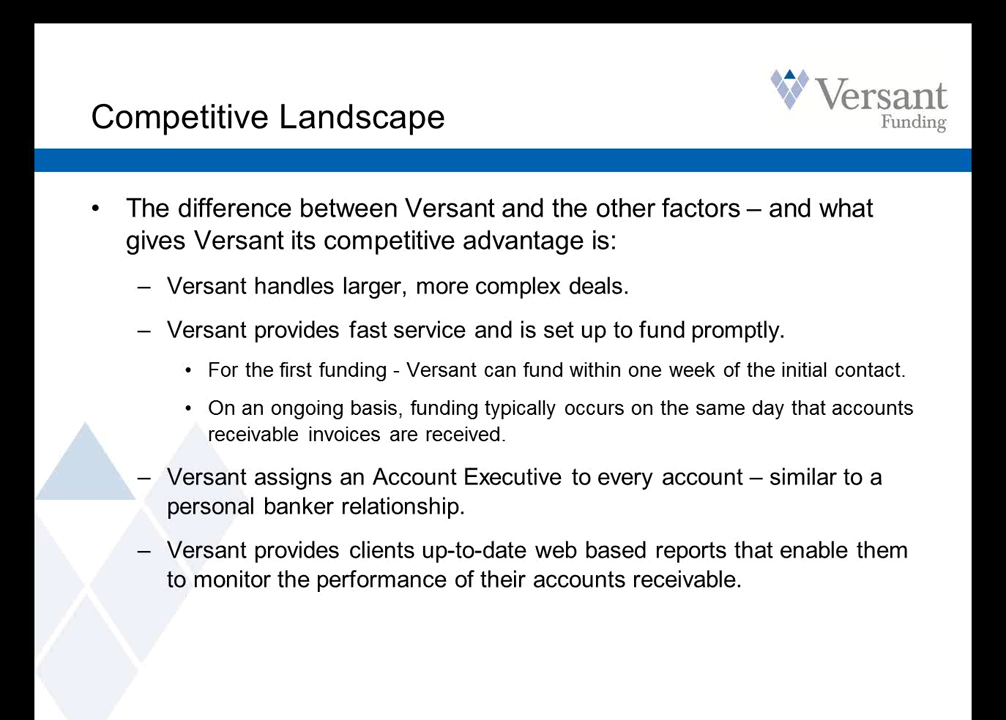 Competitive Landscape
Versant
Funding
• The difference between Versant and the other factors – and what
gives Versant its competitive advantage is:
– Versant handles larger, more complex deals.
– Versant provides fast service and is set up to fund promptly.
• For the first funding - Versant can fund within one week of the initial contact.
• On an ongoing basis, funding typically occurs on the same day that accounts
receivable invoices are received.
– Versant assigns an Account Executive to every account – similar to a
personal banker relationship.
– Versant provides clients up-to-date web based reports that enable them
to monitor the performance of their accounts receivable.